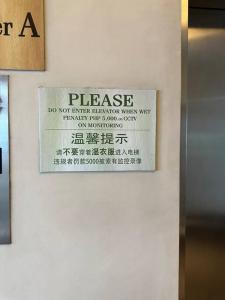 er A
PLEASE
DO NOT ENTER ELEVATOR WHEN WET
PENALTY PHP 5,000.00 CCTV
ON MONITORING
温馨提示
请不要穿着湿衣服进入电梯
违规者罚款5000披索有监控录像